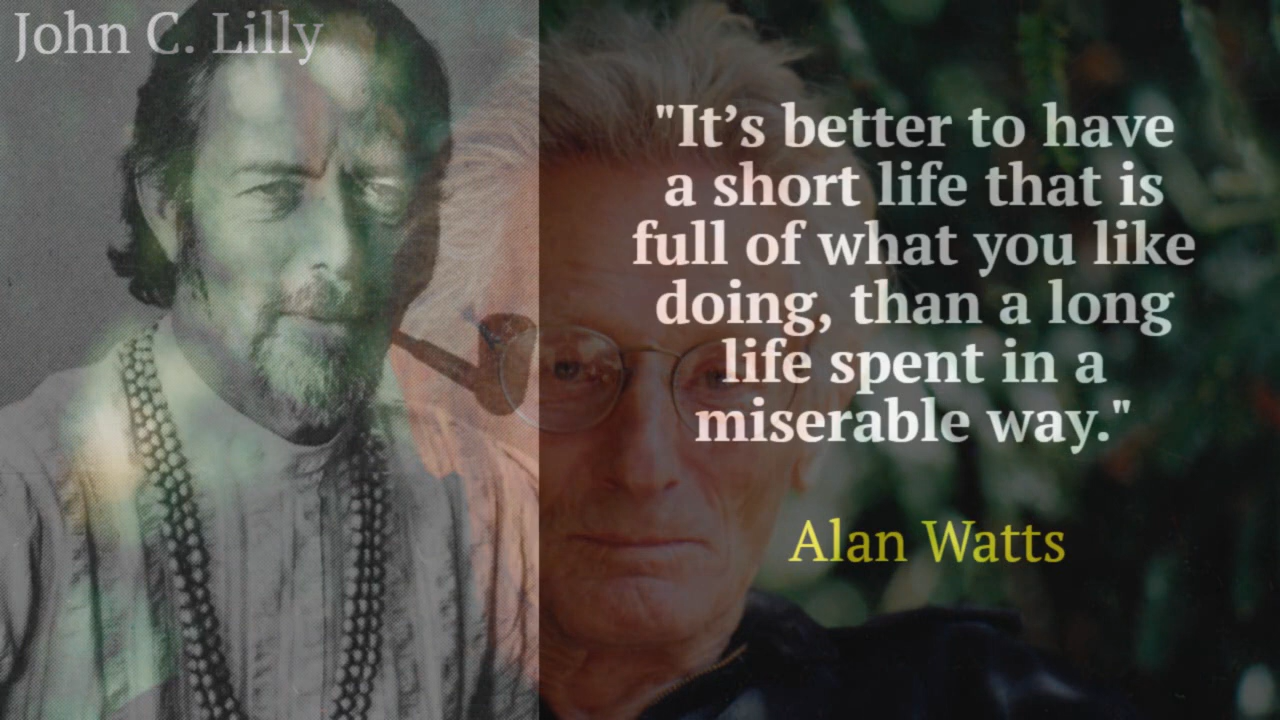 John C. Lilly
"It’s better to have
a short life that is
full of what you like
doing, than a long
life spent in a
miserable way."
Alan Watts